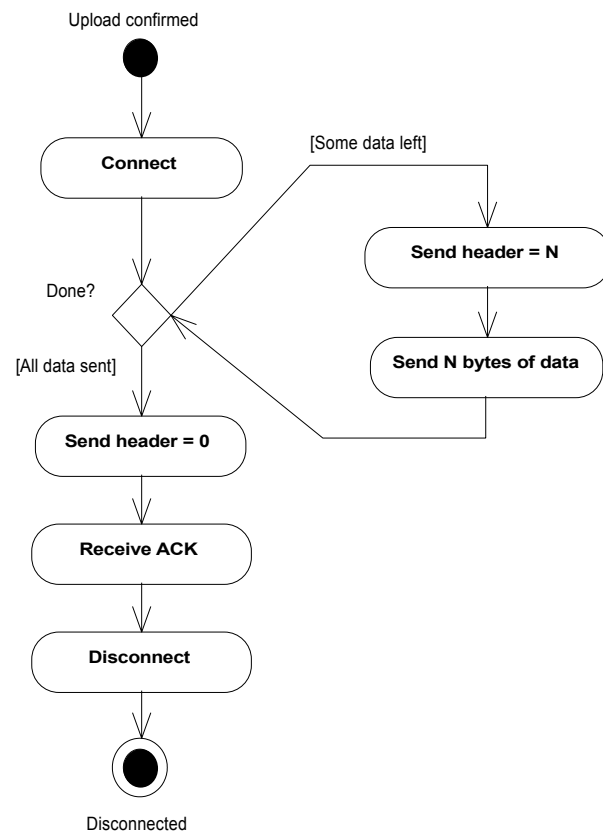 Upload confirmed
Connect
[Some data left]
Send header = N
Done?
Send N bytes of data
[All data sent]
Send header = 0
Receive ACK
Disconnect
Disconnected